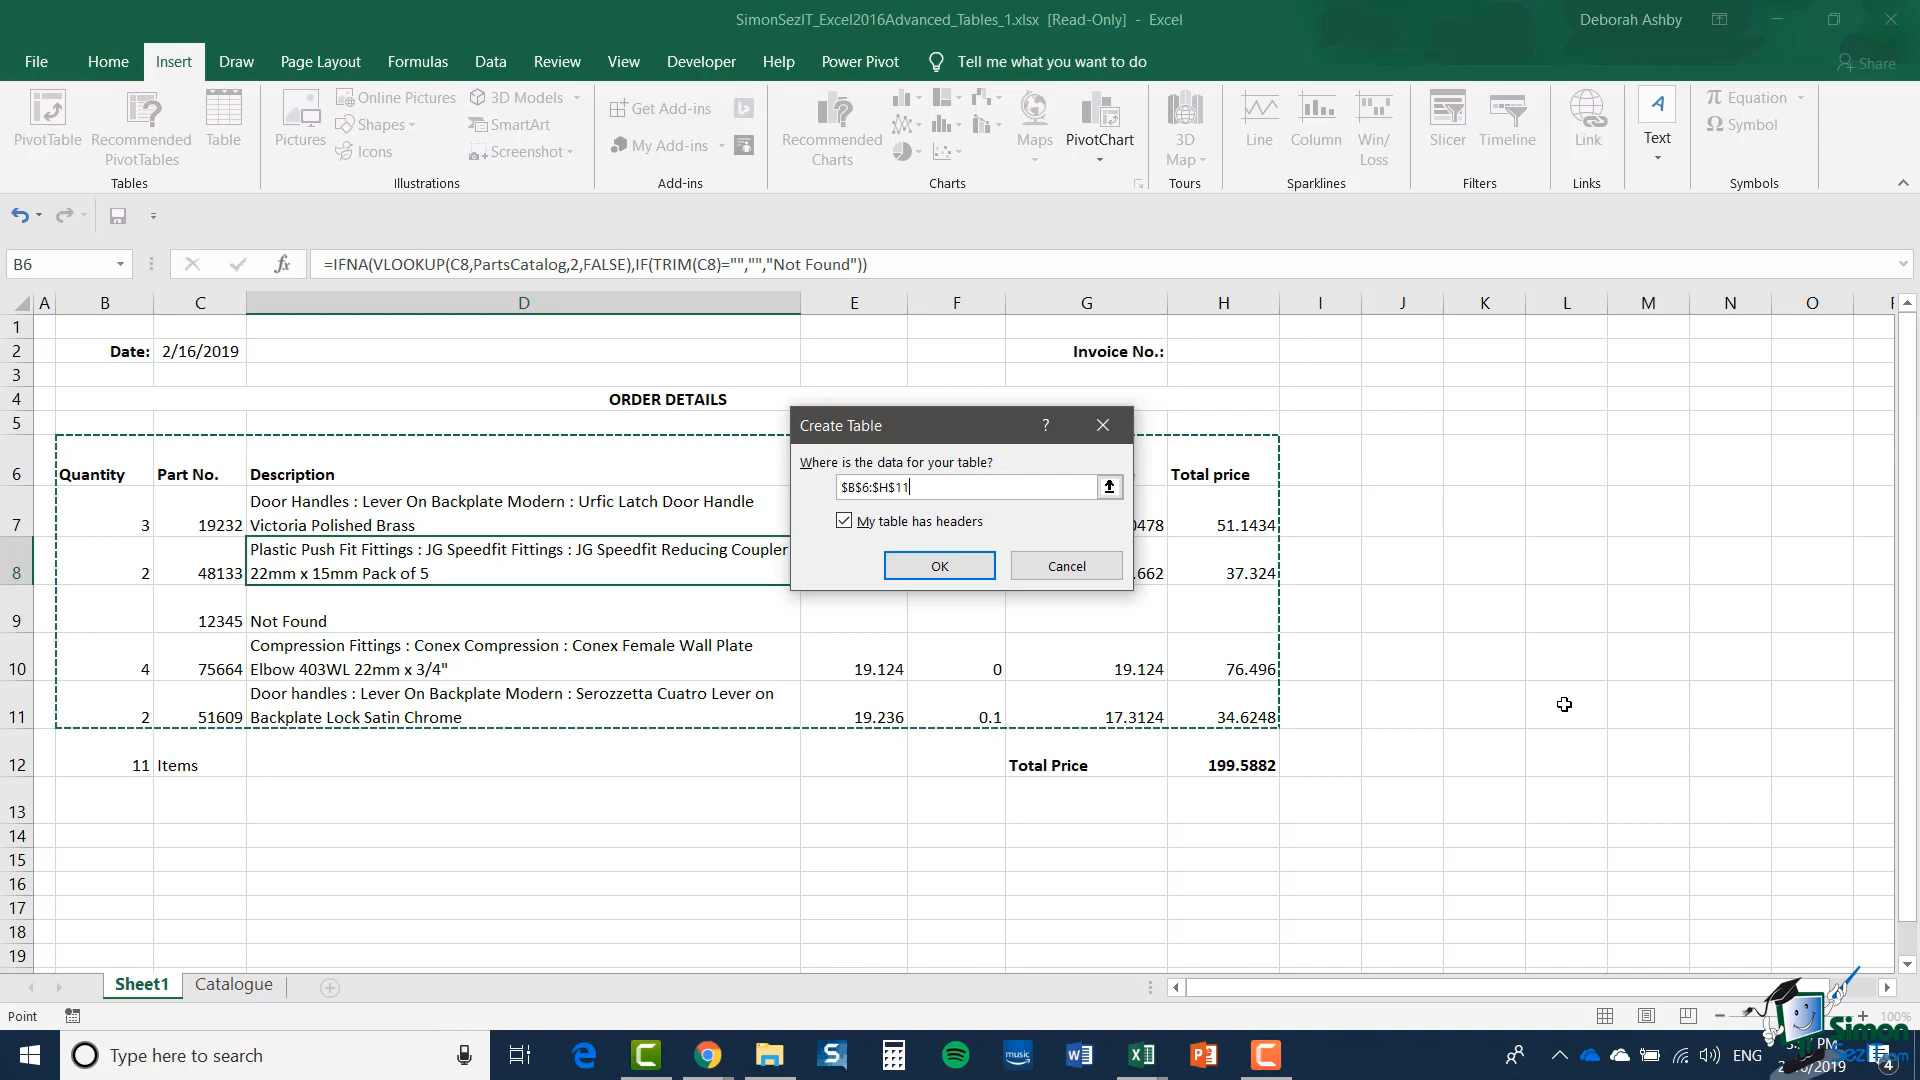 SimonSezIT_Excel2016Advanced_Tables_1.xlsx [Read-Only] - Excel
Deborah Ashby
File Home Insert Draw Page Layout Formulas Data Review View Developer Help Power Pivot Tell me what you want to do
Share
PivotTable
Recommended
PivotTables
Table
Tables
Pictures
Online Pictures
Shapes
Icons
3D Models
SmartArt
Screenshot
Illustrations
Get Add-ins
My Add-ins
Add-ins
Recommended
Charts
Maps
PivotChart
Charts
3D
Map
Tours
Line
Column
Win/
Loss
Sparklines
Slicer
Timeline
Filters
Link
Links
Text
Equation
Symbol
Symbols
B6
fx
=IFNA(VLOOKUP(C8,PartsCatalog,2,FALSE),IF(TRIM(C8)="","","Not Found"))
A B C D E F G H I J K L M N O
1
2 Date: 2/16/2019 Invoice No.:
3
4 ORDER DETAILS
5
6 Quantity Part No. Description Total price
Door Handles : Lever On Backplate Modern : Urfic Latch Door Handle
7 3 19232 Victoria Polished Brass 0478 51.1434
Plastic Push Fit Fittings : JG Speedfit Fittings : JG Speedfit Reducing Coupler
8 2 48133 22mm x 15mm Pack of 5 .662 37.324
9 12345 Not Found
Compression Fittings : Conex Compression : Conex Female Wall Plate
10 4 75664 Elbow 403WL 22mm x 3/4" 19.124 0 19.124 76.496
Door handles : Lever On Backplate Modern : Serozzetta Cuatro Lever on
11 2 51609 Backplate Lock Satin Chrome 19.236 0.1 17.3124 34.6248
12 11 Items Total Price 199.5882
13
14
15
16
17
18
19
Create Table ?
Where is the data for your table?
$B$6:$H$11
My table has headers
OK Cancel
Sheet1 Catalogue
Point
100%
Type here to search
music
ENG
PM
4
Simon
Sez